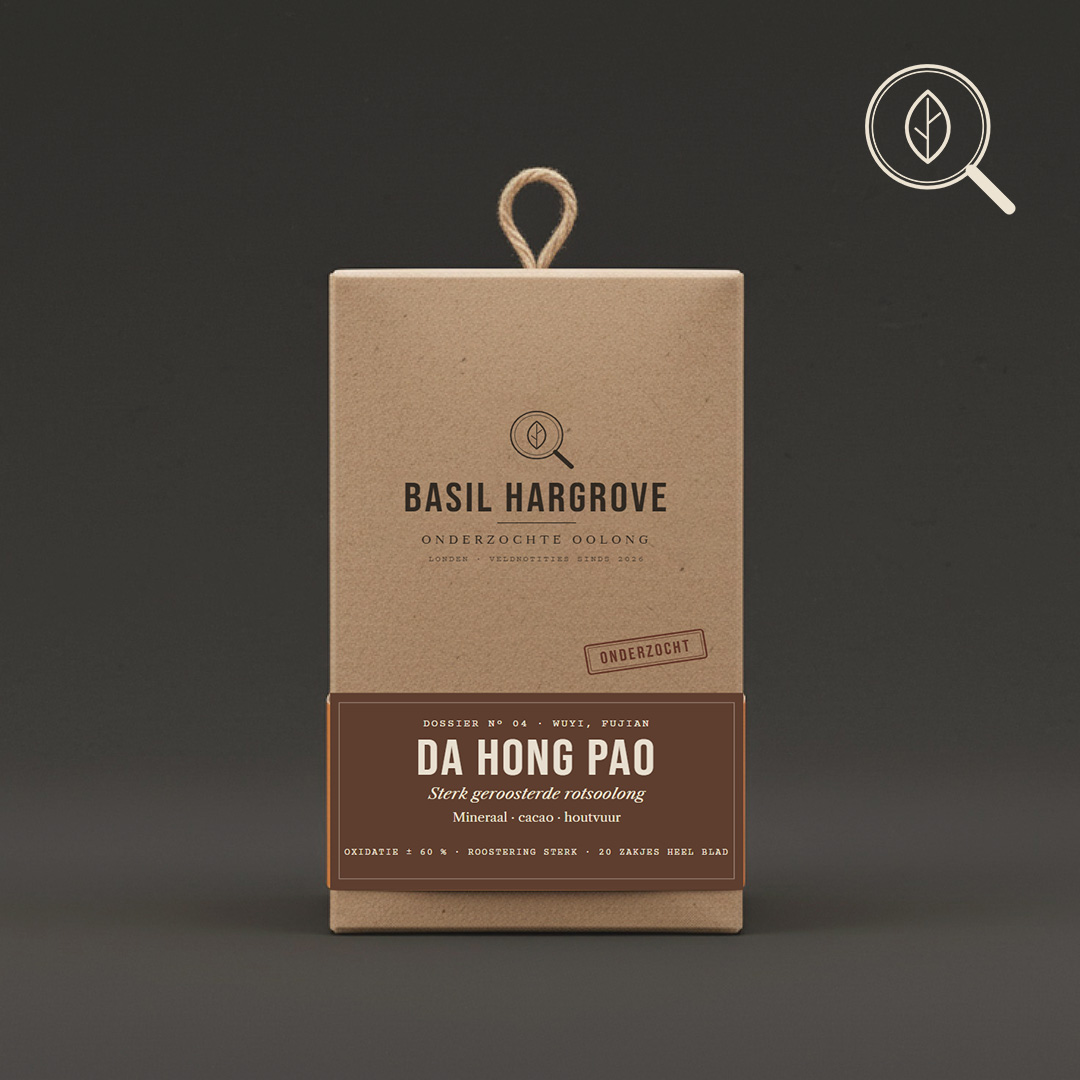 BASIL HARGROVE
ONDERZOCHTE OOLONG
LONDEN - VELDNOTITIES SINDS 2026
ONDERZOCHT
DOSSIER Nº 04 · WUYI, FUJIAN
DA HONG PAO
Sterk geroosterde rotsoolong
Mineraal · cacao · houtvuur
OXIDATIE ± 60 % · ROOSTERING STERK · 20 ZAKJES HEEL BLAD